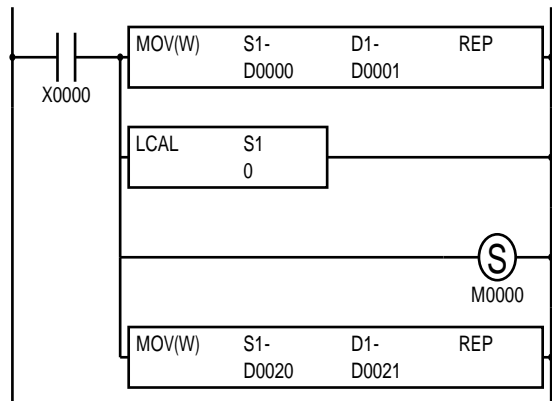 MOV(W) S1- D1- REP
D0000 D0001
X0000
LCAL S1
0
S
M0000
MOV(W) S1- D1- REP
D0020 D0021